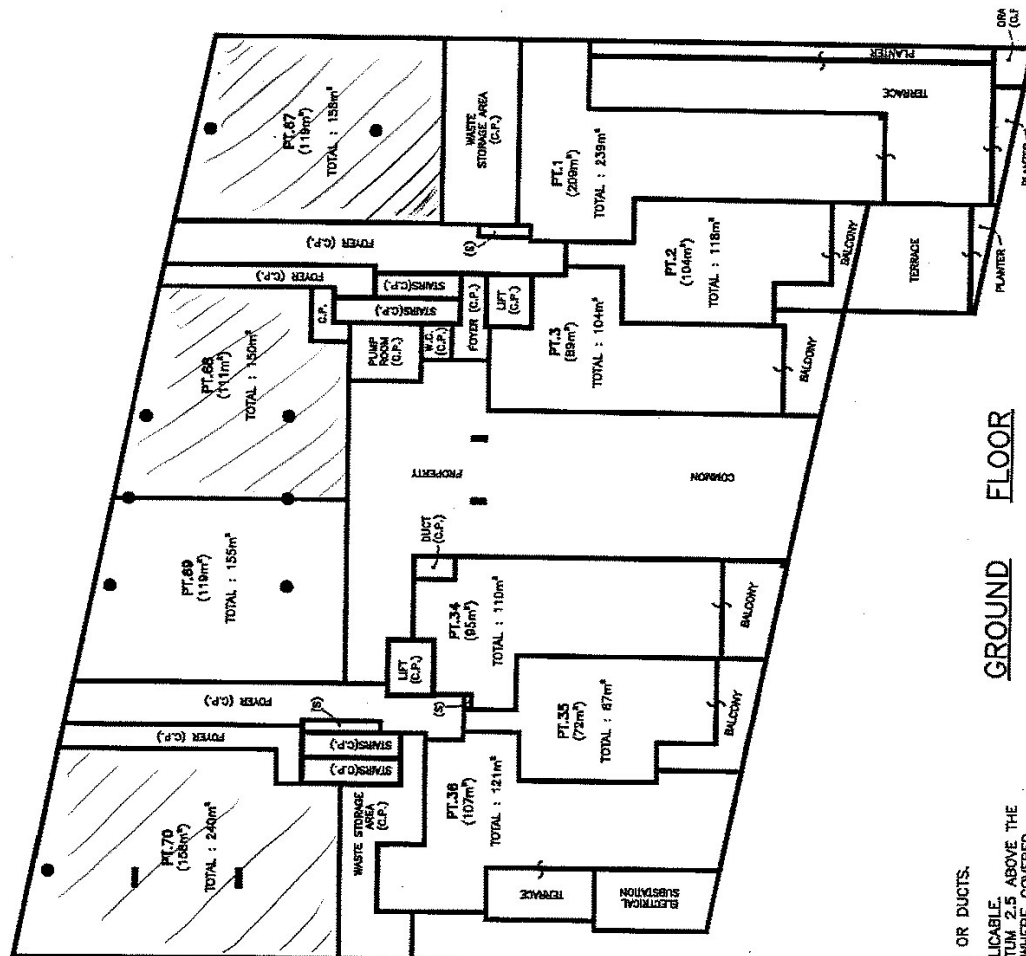 PT.67
(119m²)
TOTAL : 158m²
WASTE
STORAGE AREA
(C.P.)
PT.1
(209m²)
TOTAL : 239m²
PLANTER
TERRACE
PLANTER
FOYER (C.P.)
(S)
PT.2
(104m²)
TOTAL : 118m²
BALCONY
TERRACE
PLANTER
FOYER (C.P.)
STAIRS(C.P.)
STAIRS(C.P.)
C.P.
LIFT
(C.P.)
FOYER (C.P.)
W.C.
(C.P.)
PUMP
ROOM
(C.P.)
PT.3
(89m²)
TOTAL : 104m²
BALCONY
PT.68
(111m²)
TOTAL : 150m²
COMMON
PROPERTY
DUCT
(C.P.)
PT.69
(119m²)
TOTAL : 155m²
PT.34
(95m²)
TOTAL : 110m²
BALCONY
LIFT
(C.P.)
FOYER (C.P.)
(S)
(S)
PT.35
(72m²)
TOTAL : 87m²
BALCONY
FOYER (C.P.)
STAIRS(C.P.)
STAIRS(C.P.)
PT.36
(107m²)
TOTAL : 121m²
WASTE STORAGE
AREA
(C.P.)
TERRACE
ELECTRICAL
SUBSTATION
PT.70
(158m²)
TOTAL : 240m²
GROUND FLOOR
OR DUCTS.
LICABLE.
TUM 2.5 ABOVE THE
WHERE COVERED